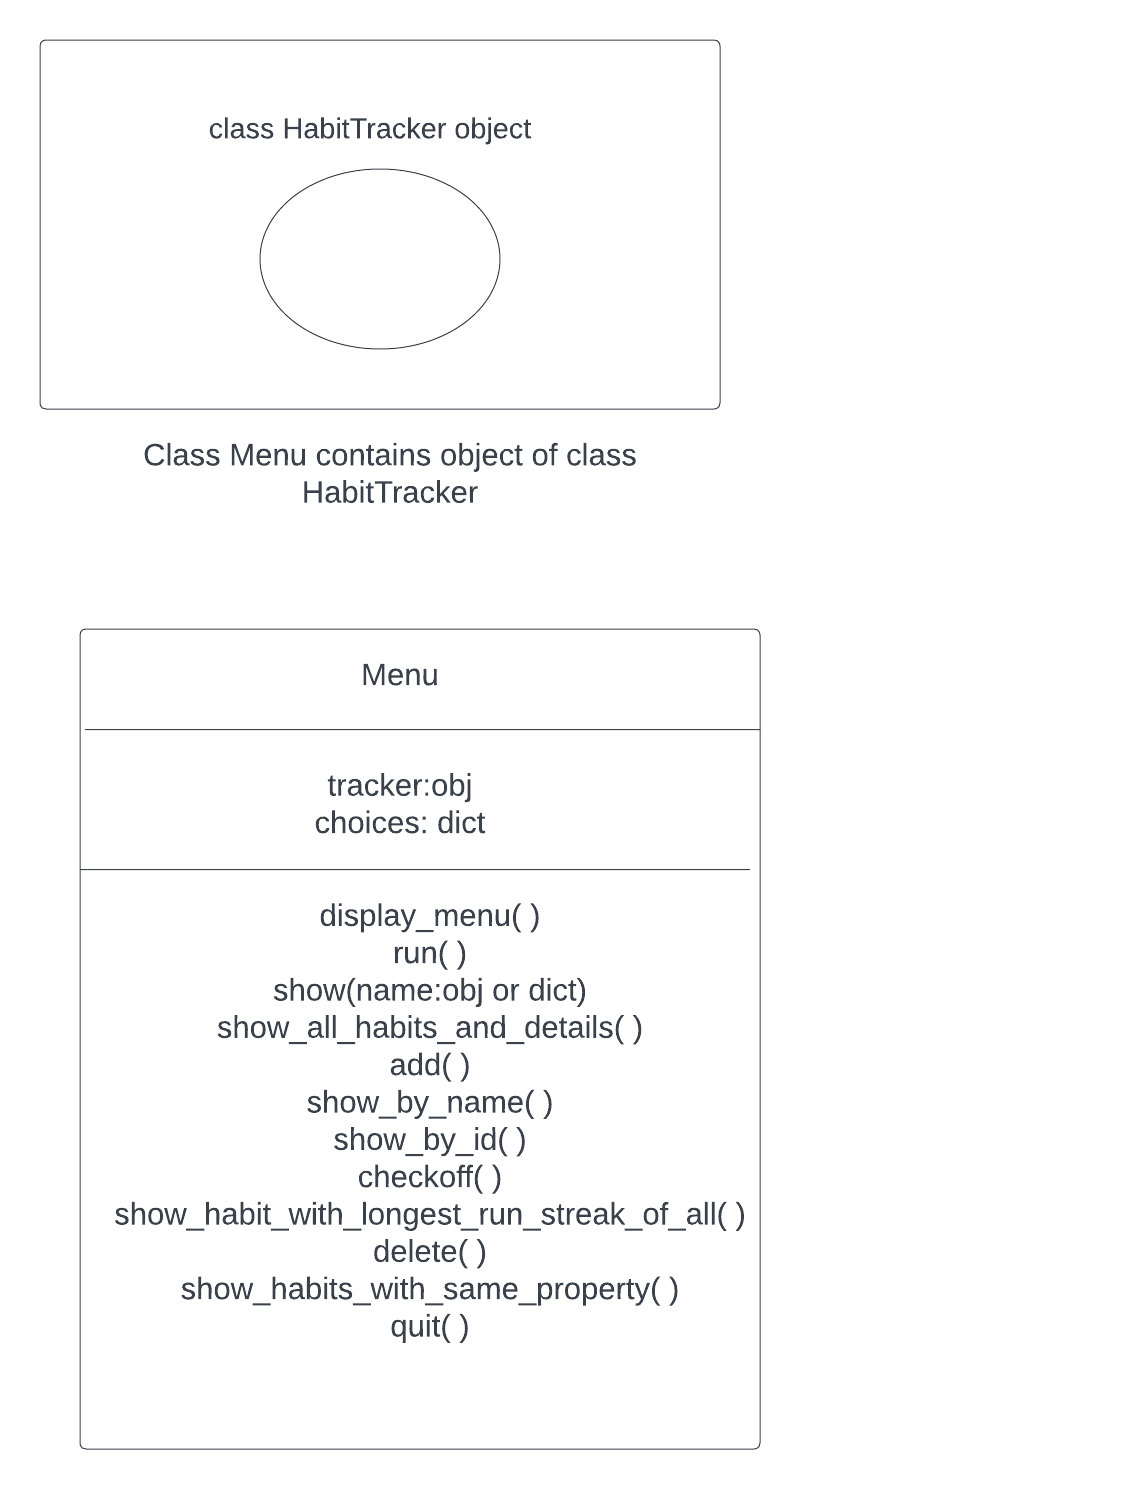 class HabitTracker object
Class Menu contains object of class
HabitTracker
Menu
tracker:obj
choices: dict
display_menu( )
run( )
show(name:obj or dict)
show_all_habits_and_details( )
add( )
show_by_name( )
show_by_id( )
checkoff( )
show_habit_with_longest_run_streak_of_all( )
delete( )
show_habits_with_same_property( )
quit( )